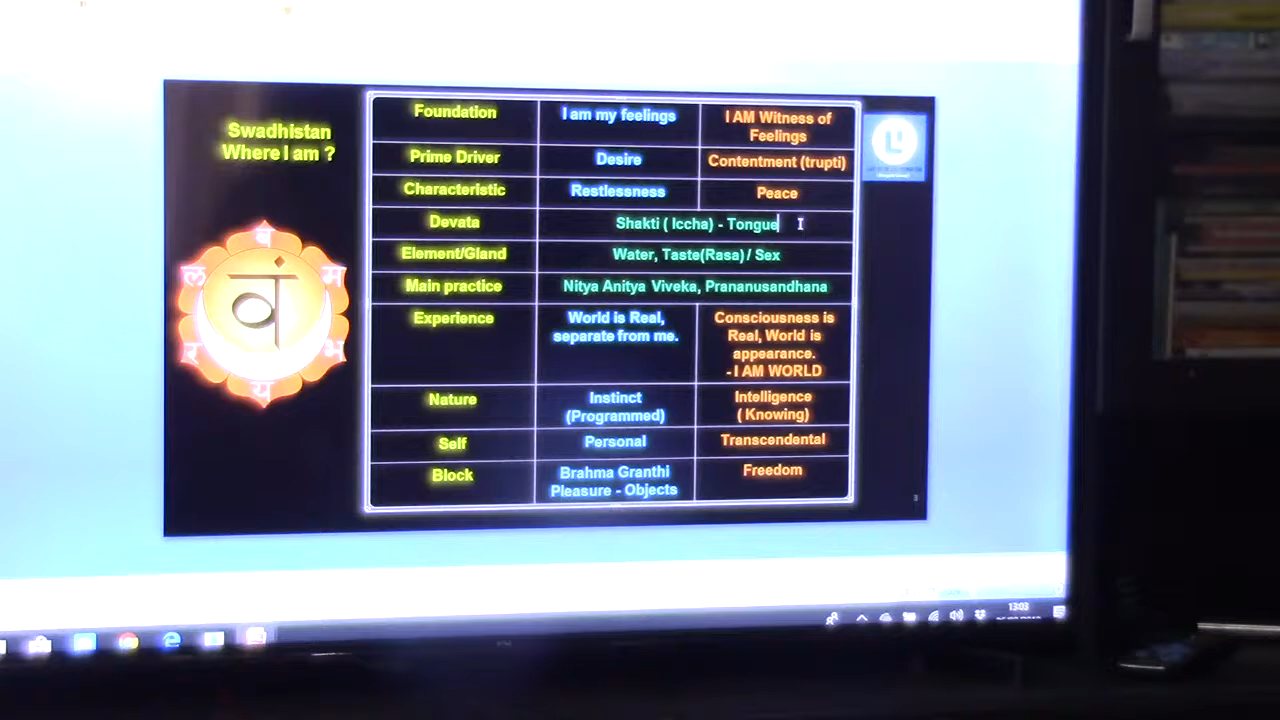 Swadhistan
Where I am ?
Foundation
I am my feelings
I AM Witness of
Feelings
Prime Driver
Desire
Contentment (trupti)
Characteristic
Restlessness
Peace
Devata
Shakti ( Iccha) - Tongue
Element/Gland
Water, Taste(Rasa) / Sex
Main practice
Nitya Anitya Viveka, Prananusandhana
Experience
World is Real,
separate from me.
Consciousness is
Real, World is
appearance.
- I AM WORLD
Nature
Instinct
(Programmed)
Intelligence
( Knowing)
Self
Personal
Transcendental
Block
Brahma Granthi
Pleasure - Objects
Freedom
बं
ल
म
वं
र
भ
यं
13:03